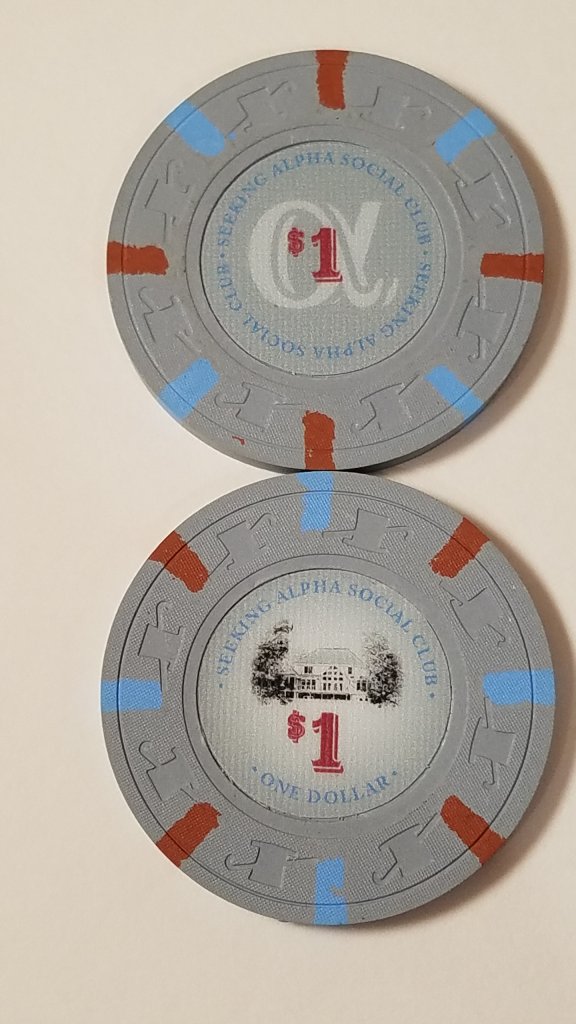 SEEKING ALPHA SOCIAL CLUB · SEEKING ALPHA SOCIAL CLUB ·
α
$1
· SEEKING ALPHA SOCIAL CLUB ·
$1
· ONE DOLLAR ·